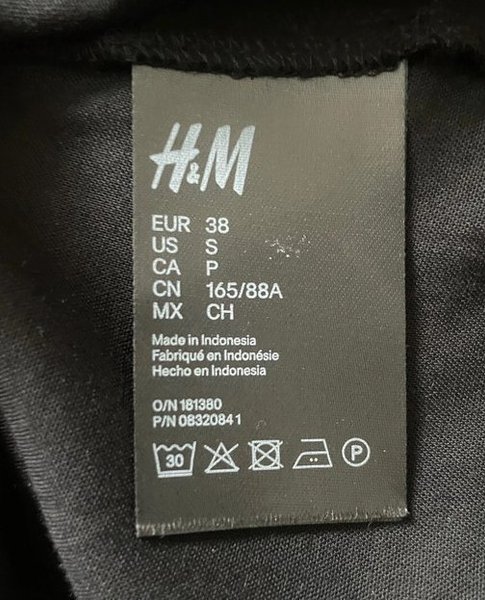 H&M
EUR 38
US S
CA P
CN 165/88A
MX CH
Made in Indonesia
Fabriqué en Indonésie
Hecho en Indonesia
O/N 181380
P/N 08320841
30 P